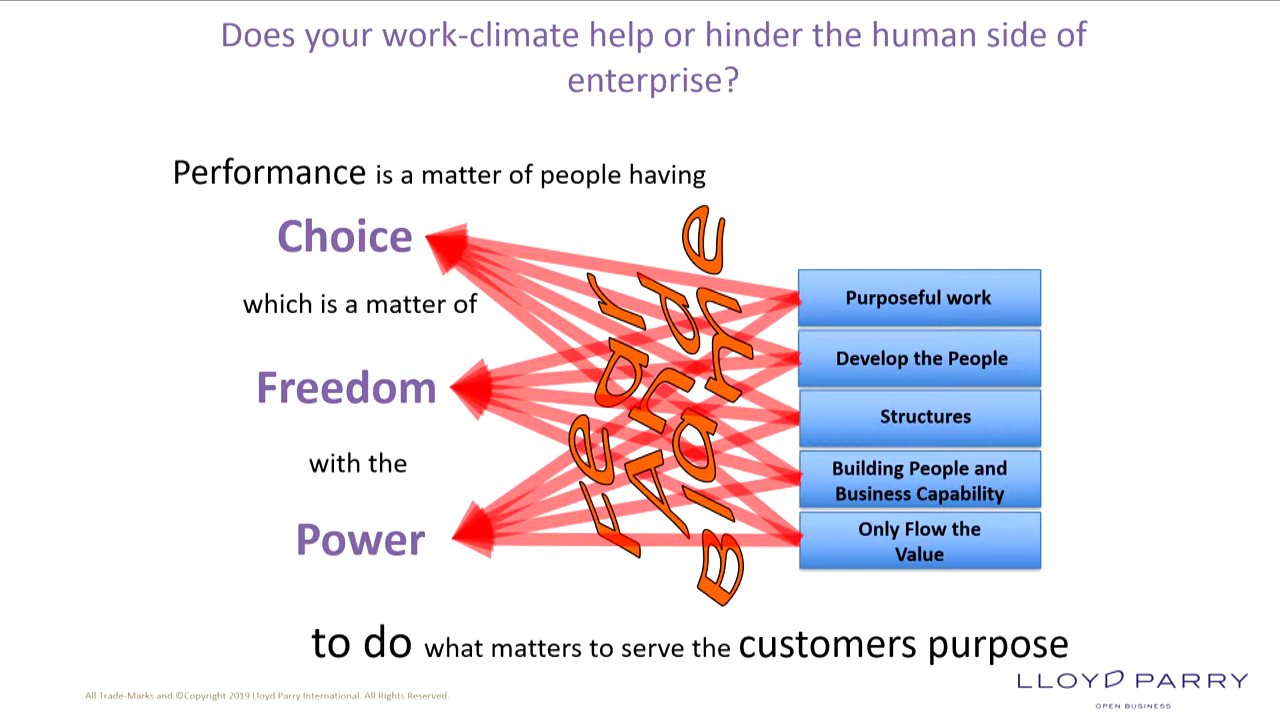 Does your work-climate help or hinder the human side of
enterprise?
Performance is a matter of people having
Choice
which is a matter of
Freedom
with the
Power
Fear
And
Blame
Purposeful work
Develop the People
Structures
Building People and
Business Capability
Only Flow the
Value
to do what matters to serve the customers purpose
LLOYD PARRY
OPEN BUSINESS
All Trade-Marks and ©Copyright 2019 Lloyd Parry International. All Rights Reserved.